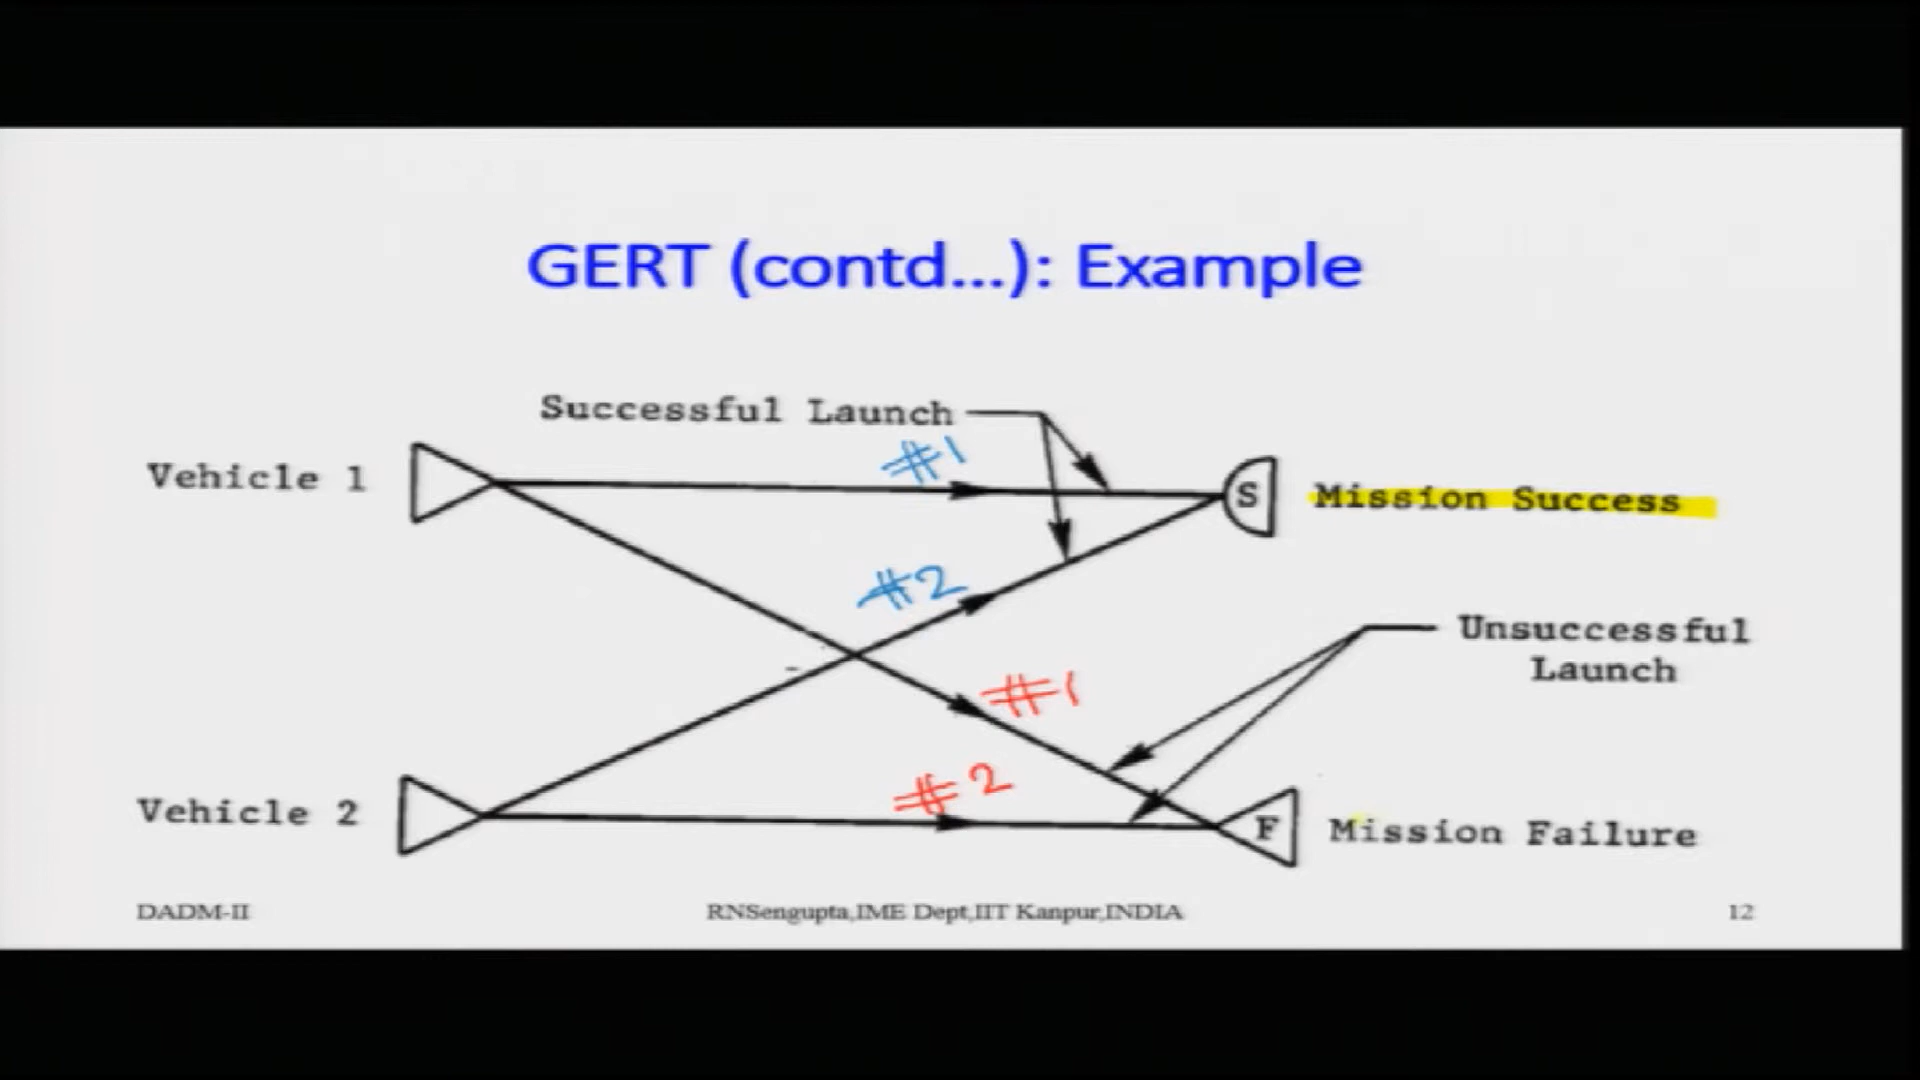 GERT (contd...): Example
Successful Launch
#1
Vehicle 1
S
Mission Success
#2
Unsuccessful
Launch
#1
#2
Vehicle 2
F
Mission Failure
DADM-II
RNSengupta,IME Dept,IIT Kanpur,INDIA
12